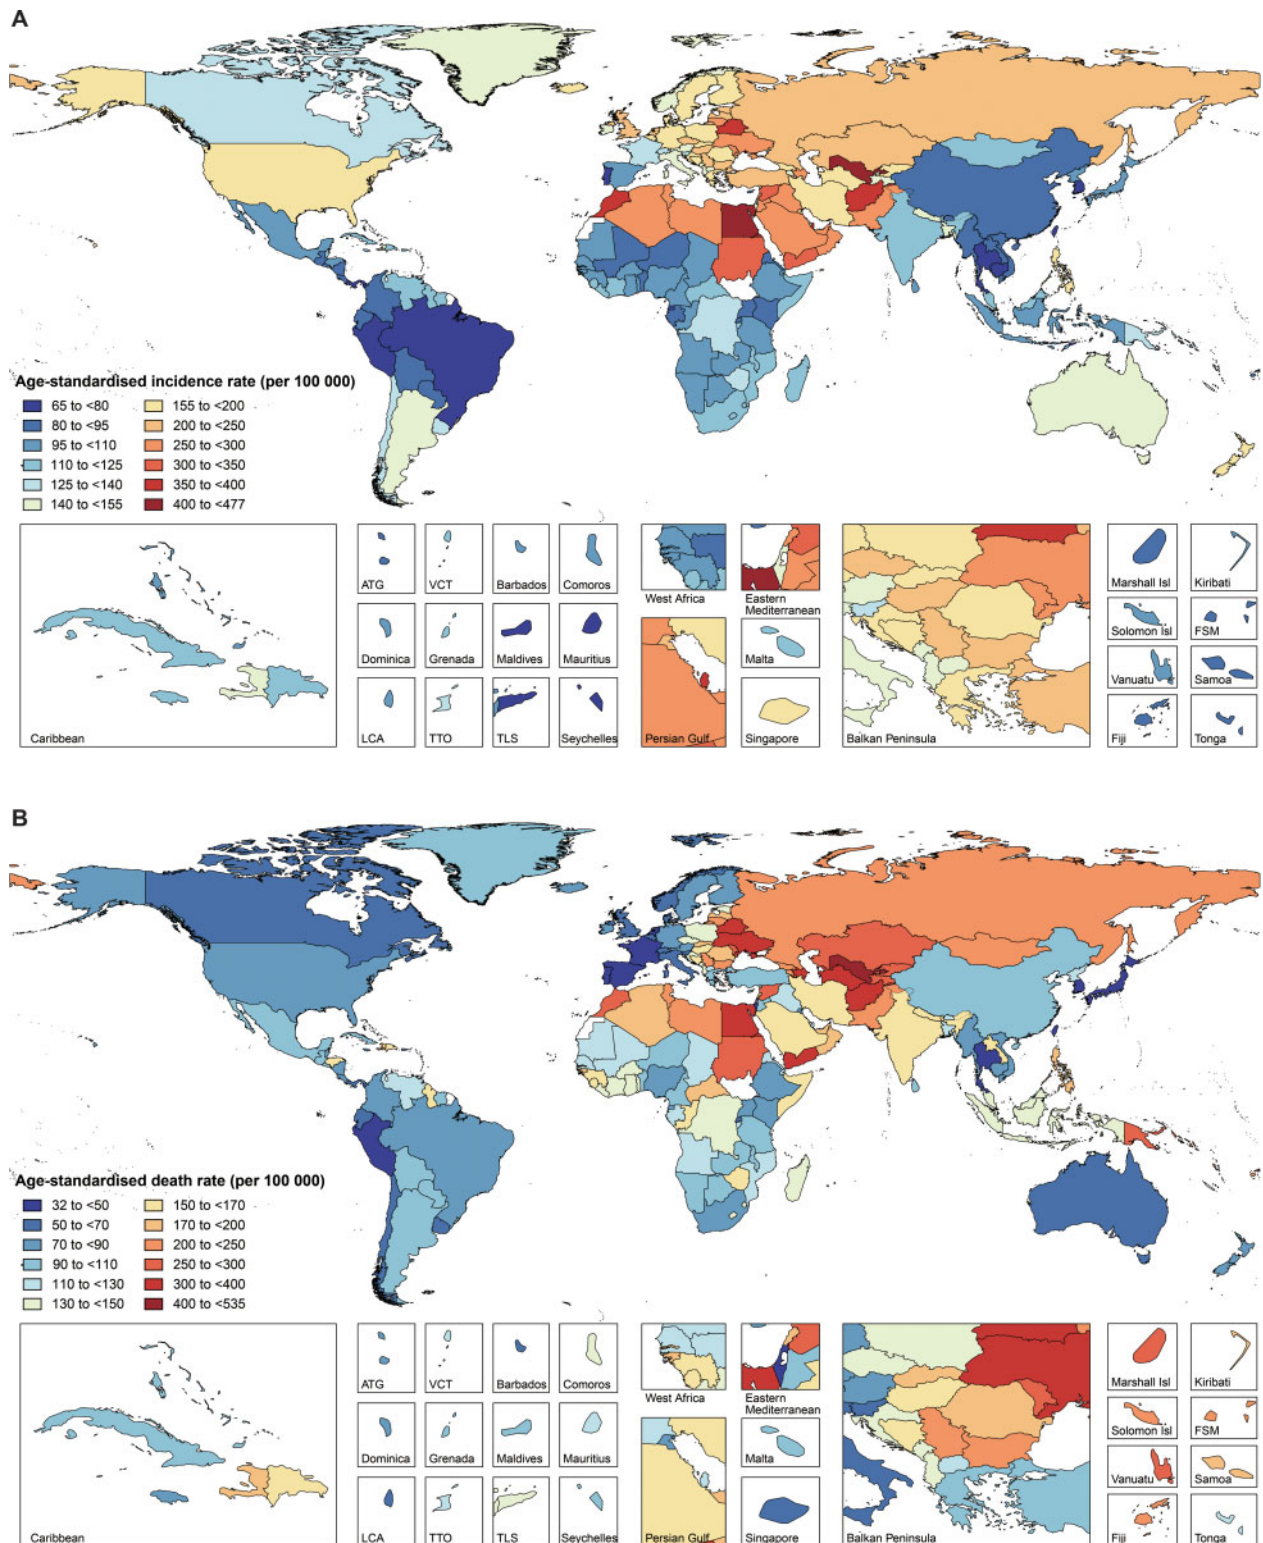 A
Age-standardised incidence rate (per 100 000)
65 to <80
80 to <95
95 to <110
110 to <125
125 to <140
140 to <155
155 to <200
200 to <250
250 to <300
300 to <350
350 to <400
400 to <477
Caribbean
ATG
VCT
Barbados
Comoros
Dominica
Grenada
Maldives
Mauritius
LCA
TTO
TLS
Seychelles
West Africa
Eastern
Mediterranean
Persian Gulf
Malta
Singapore
Balkan Peninsula
Marshall Isl
Kiribati
Solomon Isl
FSM
Vanuatu
Samoa
Fiji
Tonga
B
Age-standardised death rate (per 100 000)
32 to <50
50 to <70
70 to <90
90 to <110
110 to <130
130 to <150
150 to <170
170 to <200
200 to <250
250 to <300
300 to <400
400 to <535
Caribbean
ATG
VCT
Barbados
Comoros
Dominica
Grenada
Maldives
Mauritius
LCA
TTO
TLS
Seychelles
West Africa
Eastern
Mediterranean
Persian Gulf
Malta
Singapore
Balkan Peninsula
Marshall Isl
Kiribati
Solomon Isl
FSM
Vanuatu
Samoa
Fiji
Tonga